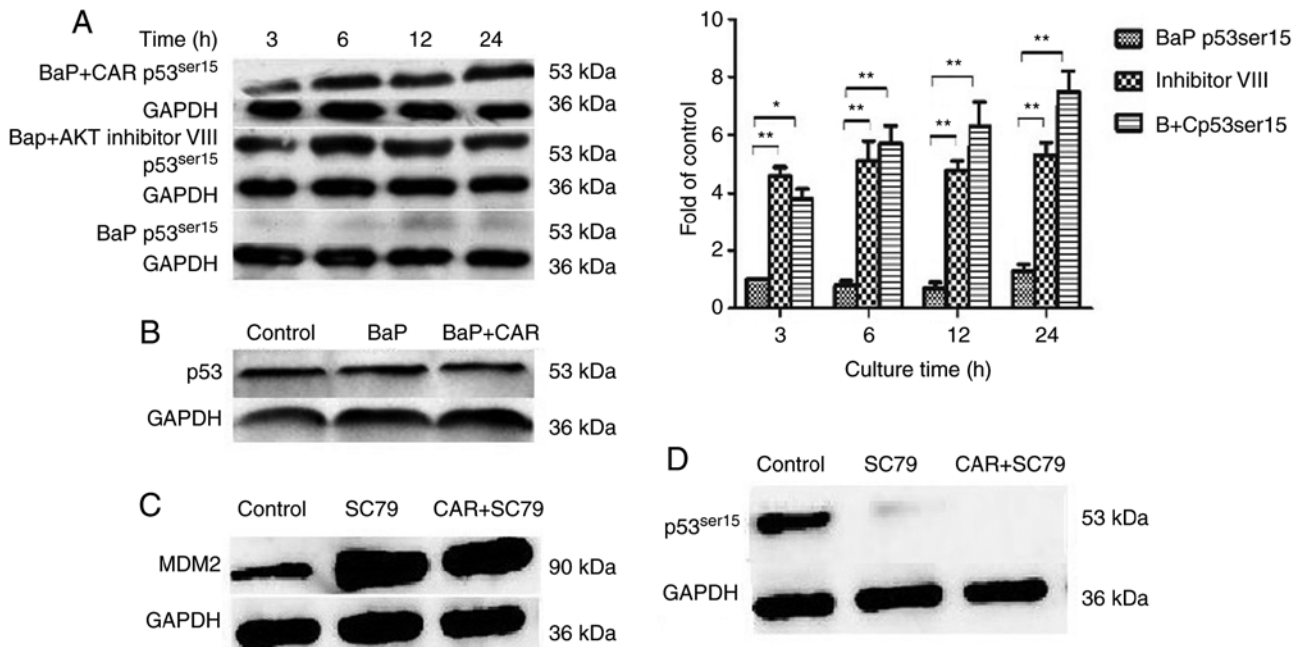 A
Time (h) 3 6 12 24
BaP+CAR p53ser15 53 kDa
GAPDH 36 kDa
Bap+AKT inhibitor VIII
p53ser15 53 kDa
GAPDH 36 kDa
BaP p53ser15 53 kDa
GAPDH 36 kDa
10
8
6
4
2
0
Fold of control
** * ** ** ** ** ** **
3 6 12 24
Culture time (h)
BaP p53ser15
Inhibitor VIII
B+Cp53ser15
B
Control BaP BaP+CAR
p53 53 kDa
GAPDH 36 kDa
C
Control SC79 CAR+SC79
MDM2 90 kDa
GAPDH 36 kDa
D
Control SC79 CAR+SC79
p53ser15 53 kDa
GAPDH 36 kDa